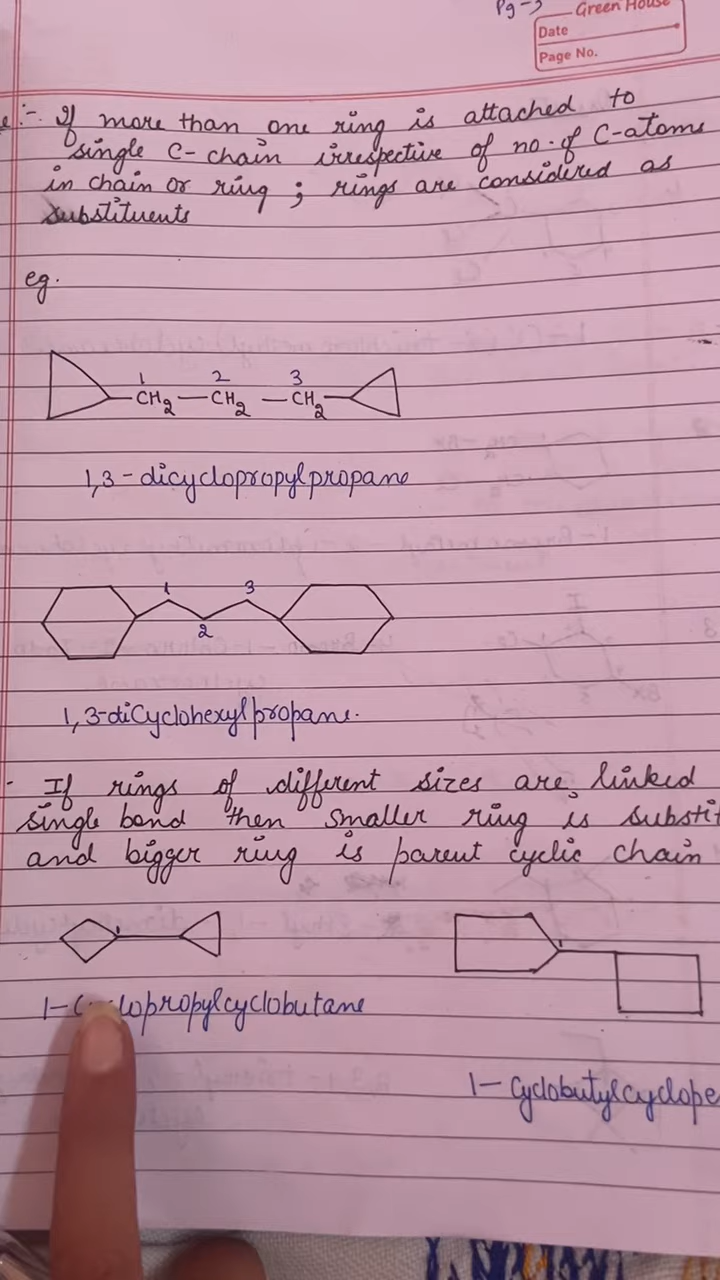 Pg-3
Green House
Date
Page No.
e :- If more than one ring is attached to
single C-chain irrespective of no. of C-atoms
in chain or ring ; rings are considered as
substituents
eg.
1 2 3
CH2 — CH2 — CH2
1,3-dicyclopropylpropane
1 3
2
1,3-diCyclohexylpropane.
- If rings of different sizes are linked
single bond then smaller ring is substit
and bigger ring is parent cyclic chain
1-Cyclopropylcyclobutane
1-Cyclobutylcyclope